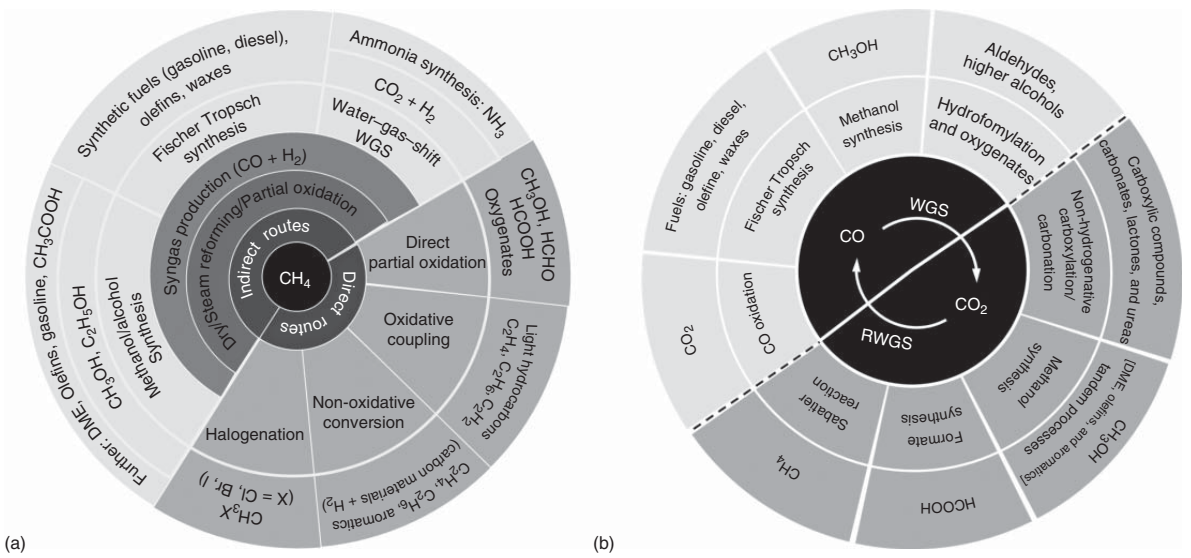 Synthetic fuels (gasoline, diesel),
olefins, waxes
Fischer Tropsch
synthesis
Ammonia synthesis: NH₃
CO₂ + H₂
Water–gas–shift
WGS
Syngas production (CO + H₂)
Dry/Steam reforming/Partial oxidation
Indirect routes
CH₄
Direct routes
Further: DME, Olefins, gasoline, CH₃COOH
CH₃OH, C₂H₅OH
Methanol/alcohol
Synthesis
Direct
partial oxidation
CH₃OH, HCHO
HCOOH
Oxygenates
Oxidative
coupling
Light hydrocarbons
C₂H₄, C₂H₆, C₂H₂
Non-oxidative
conversion
C₂H₄, C₂H₆, aromatics
(carbon materials + H₂)
Halogenation
CH₃X
(X = Cl, Br, I)
(a)
CH₃OH
Methanol
synthesis
Aldehydes,
higher alcohols
Hydrofomylation
and oxygenates
Fuels; gasoline, diesel,
olefine, waxes
Fischer Tropsch
synthesis
CO₂
CO oxidation
WGS
CO
CO₂
RWGS
Carboxylic compounds,
carbonates, lactones, and ureas
Non-hydrogenative
carboxylation/
carbonation
Methanol
synthesis
CH₃OH
[DME, olefins, and aromatics]
tandem processes
Formate
synthesis
HCOOH
Sabatier
reaction
CH₄
(b)